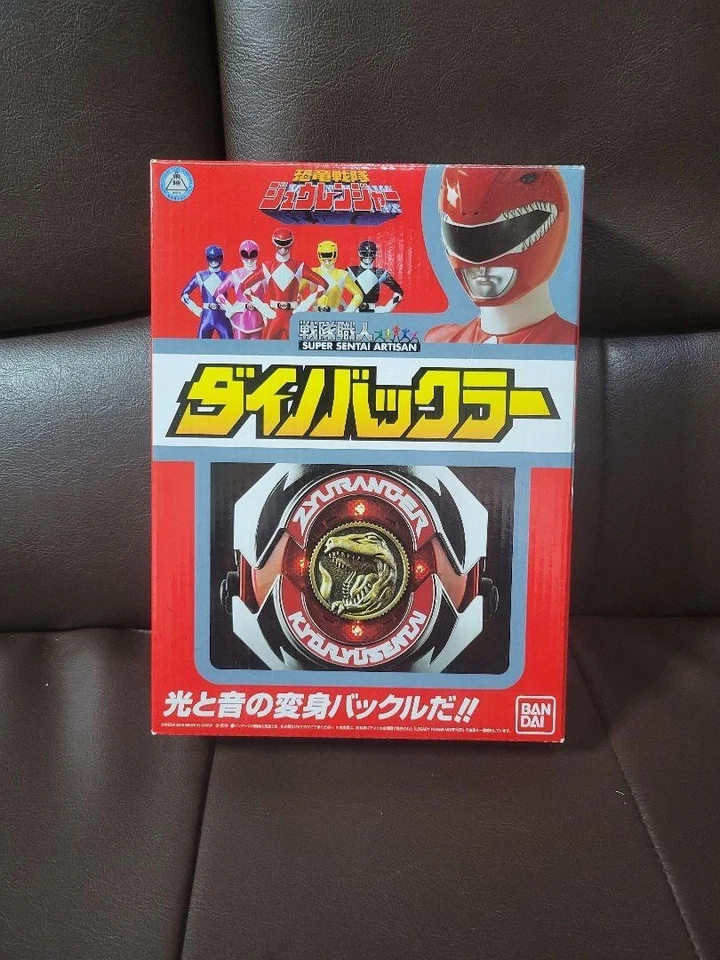 恐竜戦隊
ジュウレンジャー
戦隊職人
SUPER SENTAI ARTISAN
ダイノバックラー
ZYURANGER
KYORYUSENTAI
光と音の変身バックルだ!!
BAN
DAI